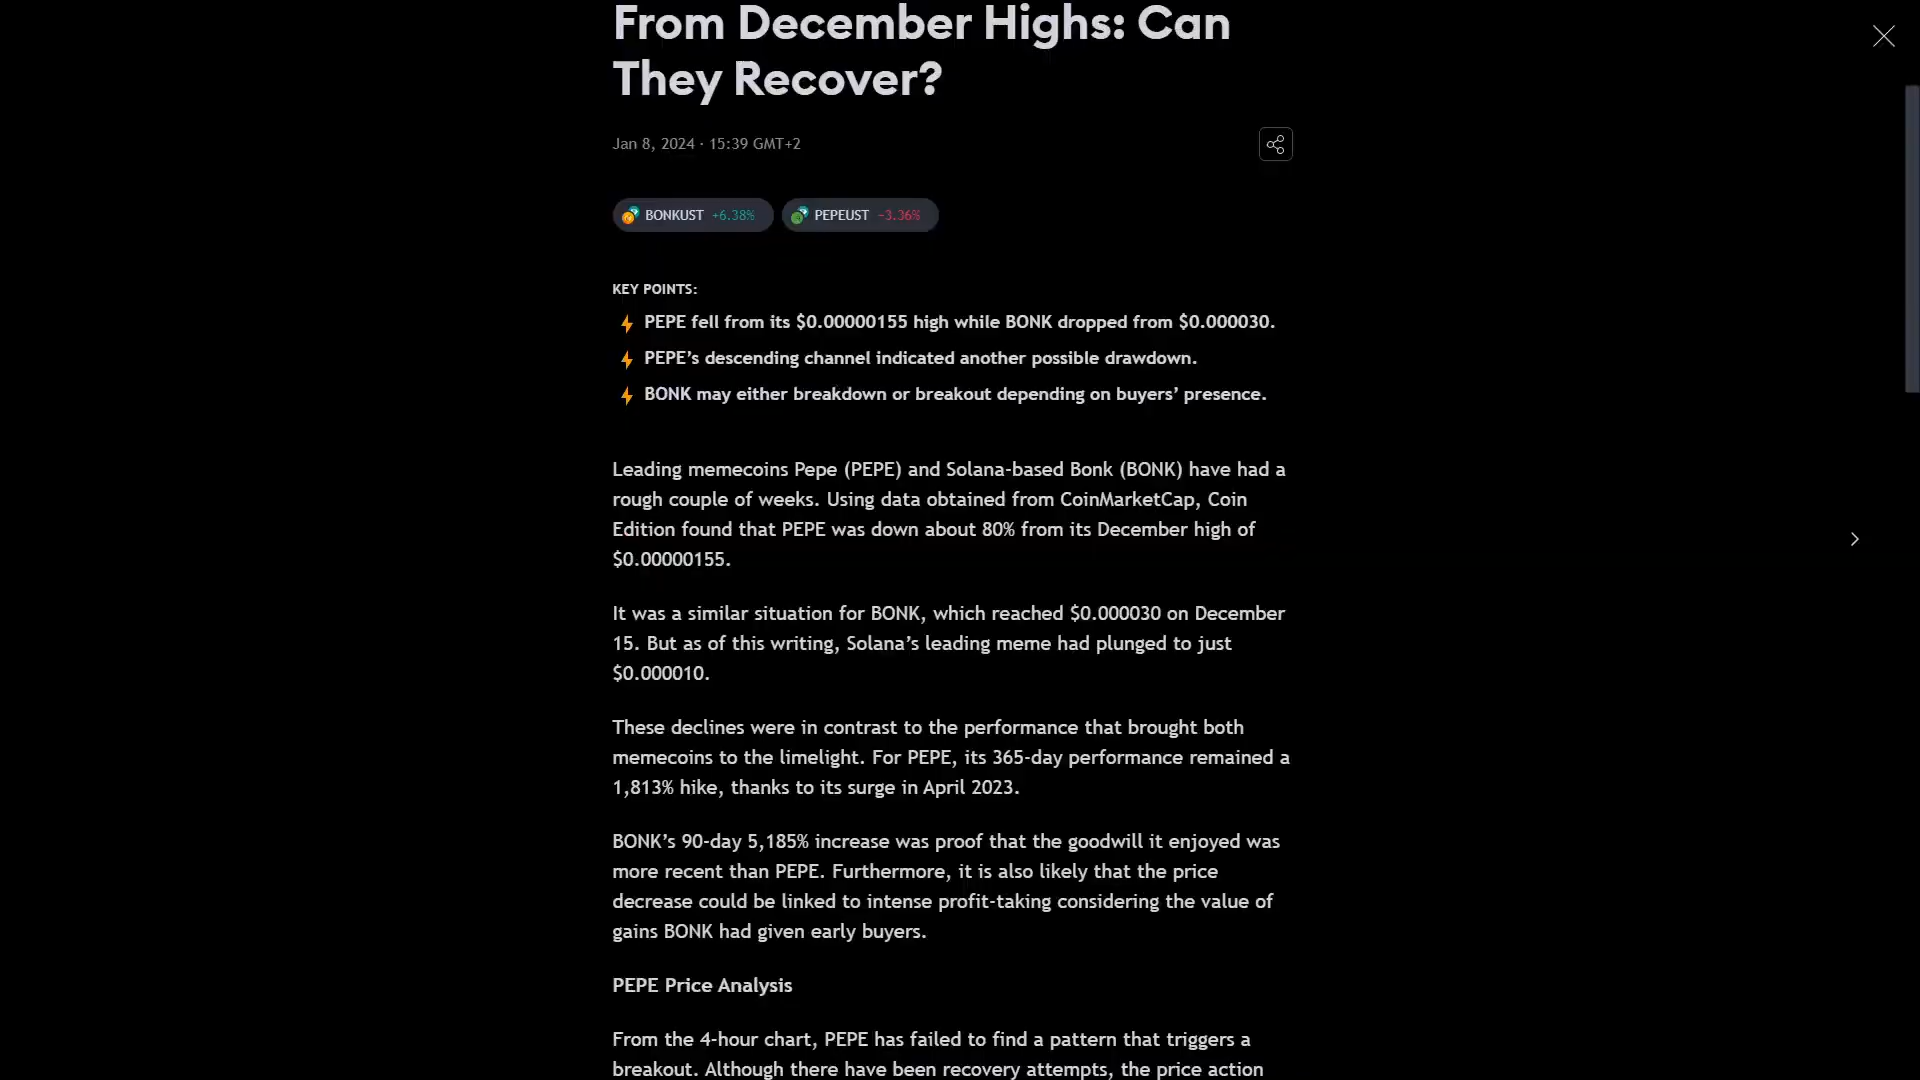 From December Highs: Can
They Recover?
Jan 8, 2024 · 15:39 GMT+2
BONKUST +6.38% PEPEUST −3.36%
KEY POINTS:
PEPE fell from its $0.00000155 high while BONK dropped from $0.000030.
PEPE’s descending channel indicated another possible drawdown.
BONK may either breakdown or breakout depending on buyers’ presence.
Leading memecoins Pepe (PEPE) and Solana-based Bonk (BONK) have had a
rough couple of weeks. Using data obtained from CoinMarketCap, Coin
Edition found that PEPE was down about 80% from its December high of
$0.00000155.
It was a similar situation for BONK, which reached $0.000030 on December
15. But as of this writing, Solana’s leading meme had plunged to just
$0.000010.
These declines were in contrast to the performance that brought both
memecoins to the limelight. For PEPE, its 365-day performance remained a
1,813% hike, thanks to its surge in April 2023.
BONK’s 90-day 5,185% increase was proof that the goodwill it enjoyed was
more recent than PEPE. Furthermore, it is also likely that the price
decrease could be linked to intense profit-taking considering the value of
gains BONK had given early buyers.
PEPE Price Analysis
From the 4-hour chart, PEPE has failed to find a pattern that triggers a
breakout. Although there have been recovery attempts, the price action